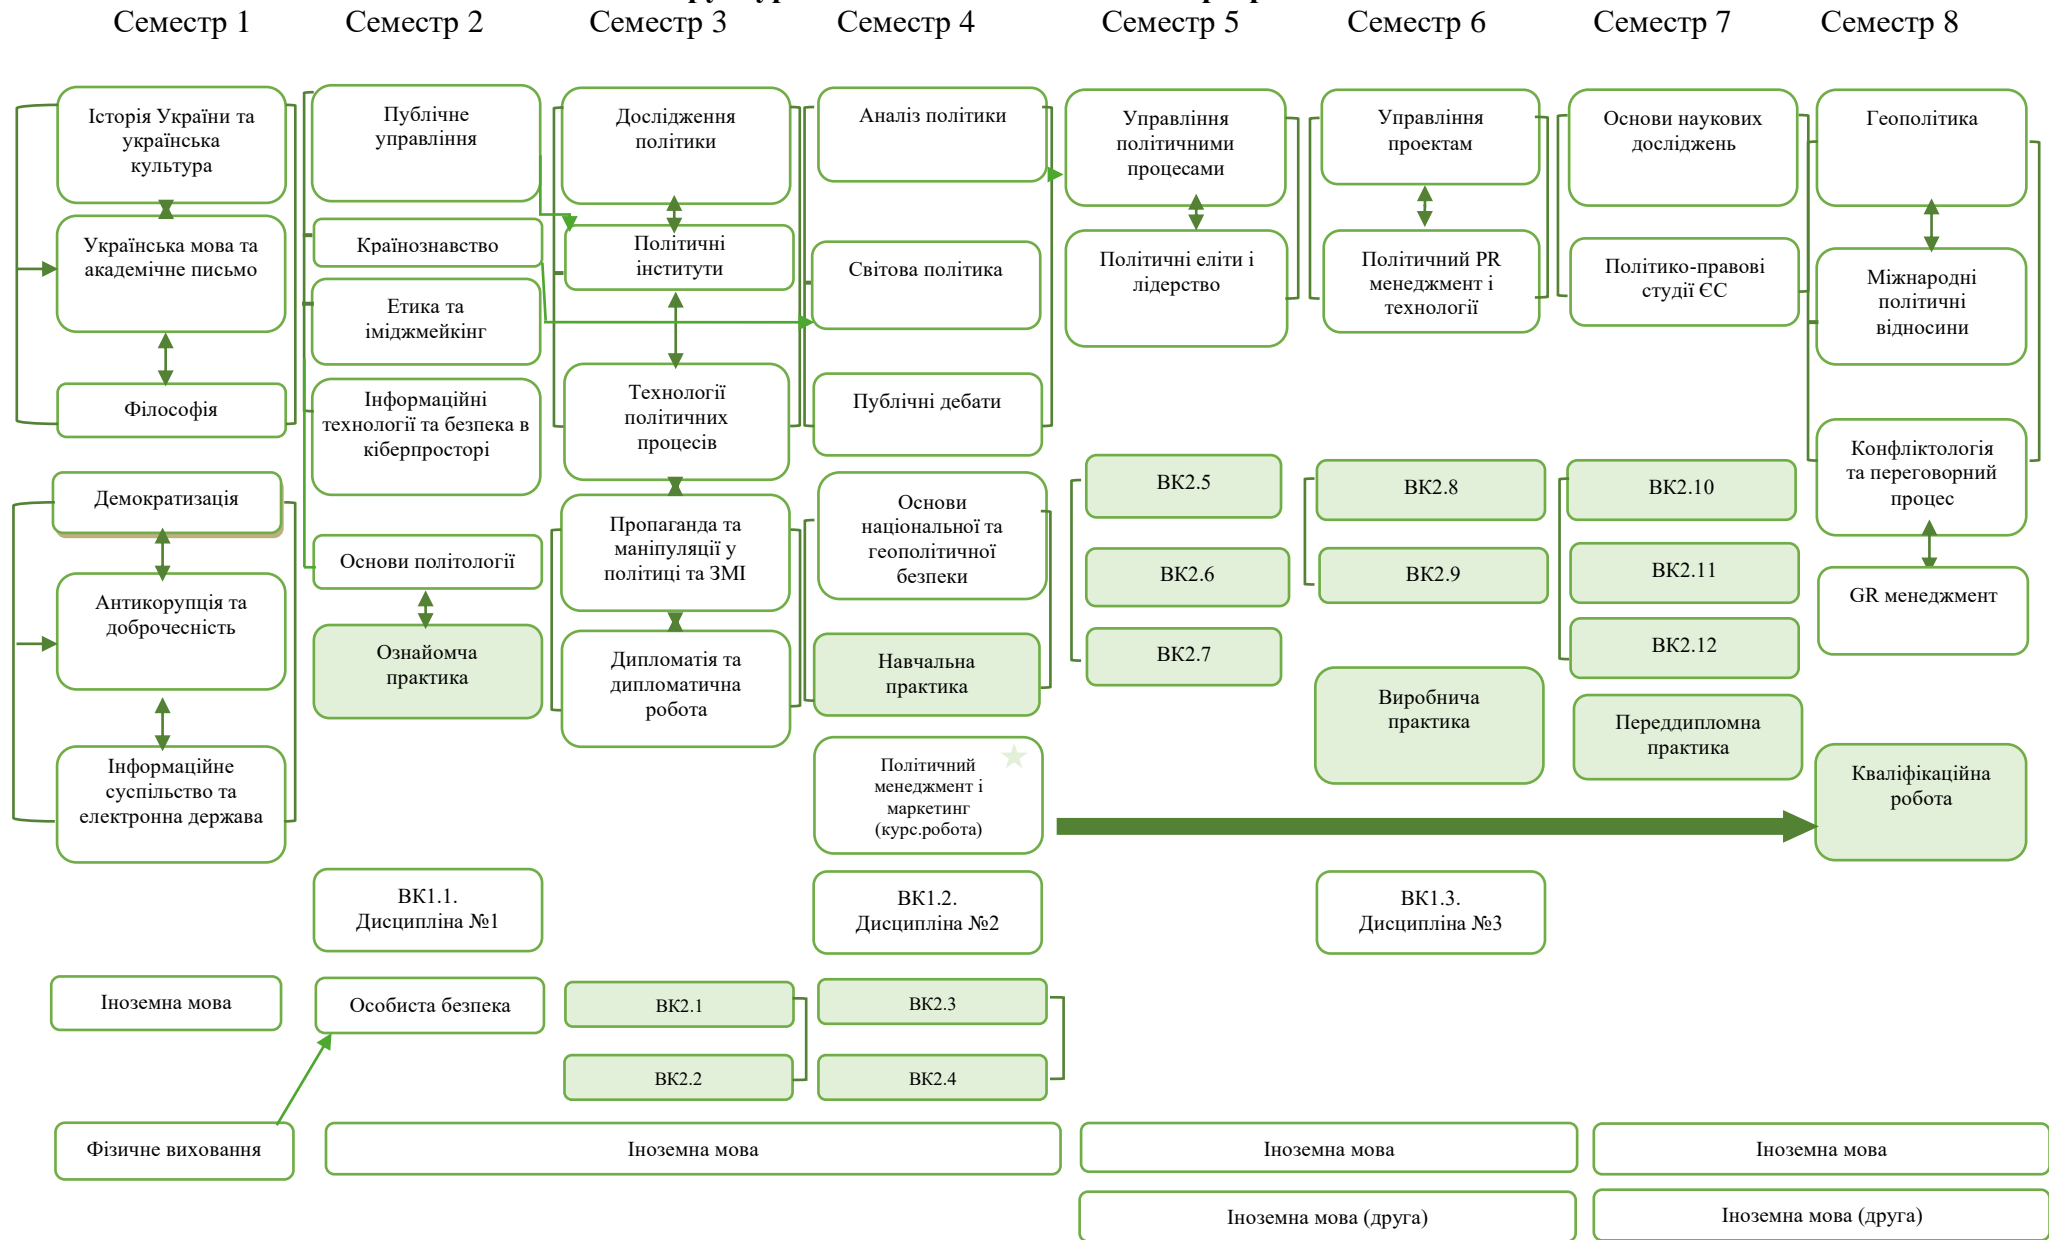 Семестр 1
Семестр 2
Семестр 3
Семестр 4
Семестр 5
Семестр 6
Семестр 7
Семестр 8
Історія України та
українська
культура
Українська мова та
академічне письмо
Філософія
Демократизація
Антикорупція та
доброчесність
Інформаційне
суспільство та
електронна держава
Іноземна мова
Фізичне виховання
Публічне
управління
Країнознавство
Етика та
іміджмейкінг
Інформаційні
технології та безпека в
кіберпросторі
Основи політології
Ознайомча
практика
ВК1.1.
Дисципліна №1
Особиста безпека
Дослідження
політики
Політичні
інститути
Технології
політичних
процесів
Пропаганда та
маніпуляції у
політиці та ЗМІ
Дипломатія та
дипломатична
робота
ВК2.1
ВК2.2
Аналіз політики
Світова політика
Публічні дебати
Основи
національної та
геополітичної
безпеки
Навчальна
практика
Політичний
менеджмент і
маркетинг
(курс.робота)
ВК1.2.
Дисципліна №2
ВК2.3
ВК2.4
Іноземна мова
Управління
політичними
процесами
Політичні еліти і
лідерство
ВК2.5
ВК2.6
ВК2.7
Управління
проектам
Політичний PR
менеджмент і
технології
ВК2.8
ВК2.9
Виробнича
практика
ВК1.3.
Дисципліна №3
Іноземна мова
Іноземна мова (друга)
Основи наукових
досліджень
Політико-правові
студії ЄС
ВК2.10
ВК2.11
ВК2.12
Переддипломна
практика
Геополітика
Міжнародні
політичні
відносини
Конфліктологія
та переговорний
процес
GR менеджмент
Кваліфікаційна
робота
Іноземна мова
Іноземна мова (друга)